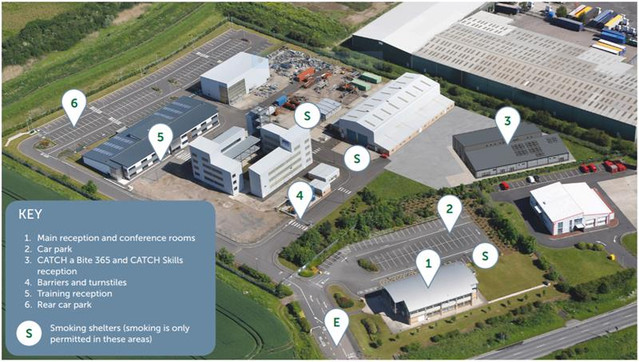 6
3
S
5
S
4
2
S
1
E
KEY
1. Main reception and conference rooms
2. Car park
3. CATCH a Bite 365 and CATCH Skills
reception
4. Barriers and turnstiles
5. Training reception
6. Rear car park
S Smoking shelters (smoking is only
permitted in these areas)